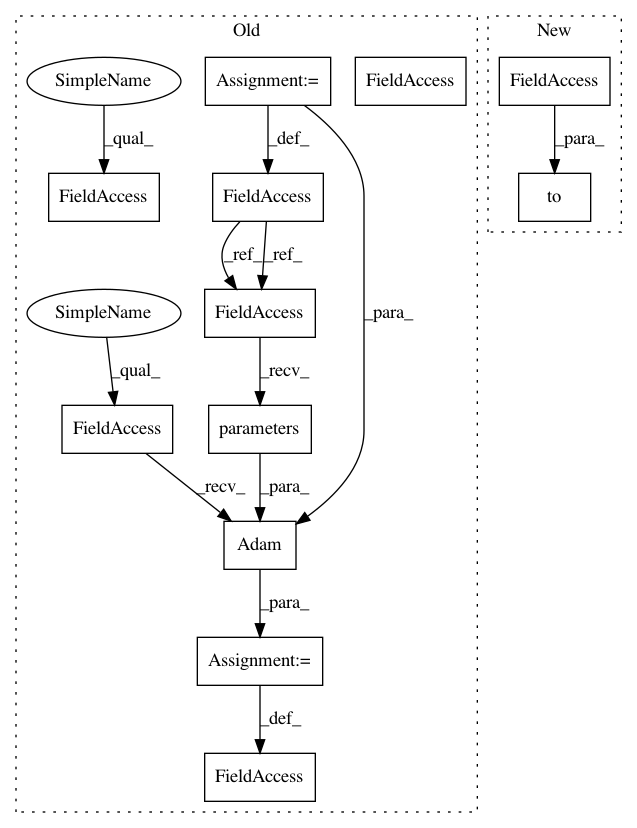 Old
New
SimpleName
Assignment:=
FieldAccess
FieldAccess
_qual_
_def_
_para_
FieldAccess
FieldAccess
to
_ref_
_ref_
SimpleName
FieldAccess
_para_
_qual_
_recv_
FieldAccess
parameters
_recv_
_para_
Adam
_para_
Assignment:=
_def_
FieldAccess